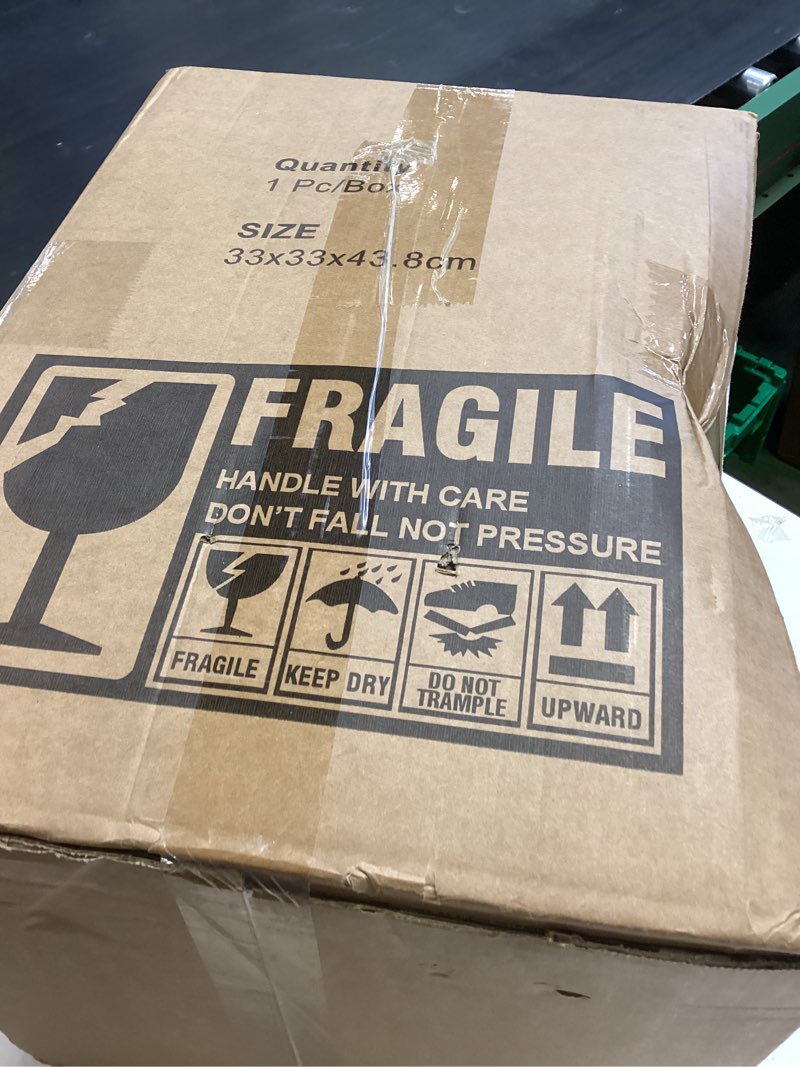 Quantity
1 Pc/Box
SIZE
33x33x43.8cm
FRAGILE
HANDLE WITH CARE
DON'T FALL NOT PRESSURE
FRAGILE
KEEP DRY
DO NOT
TRAMPLE
UPWARD